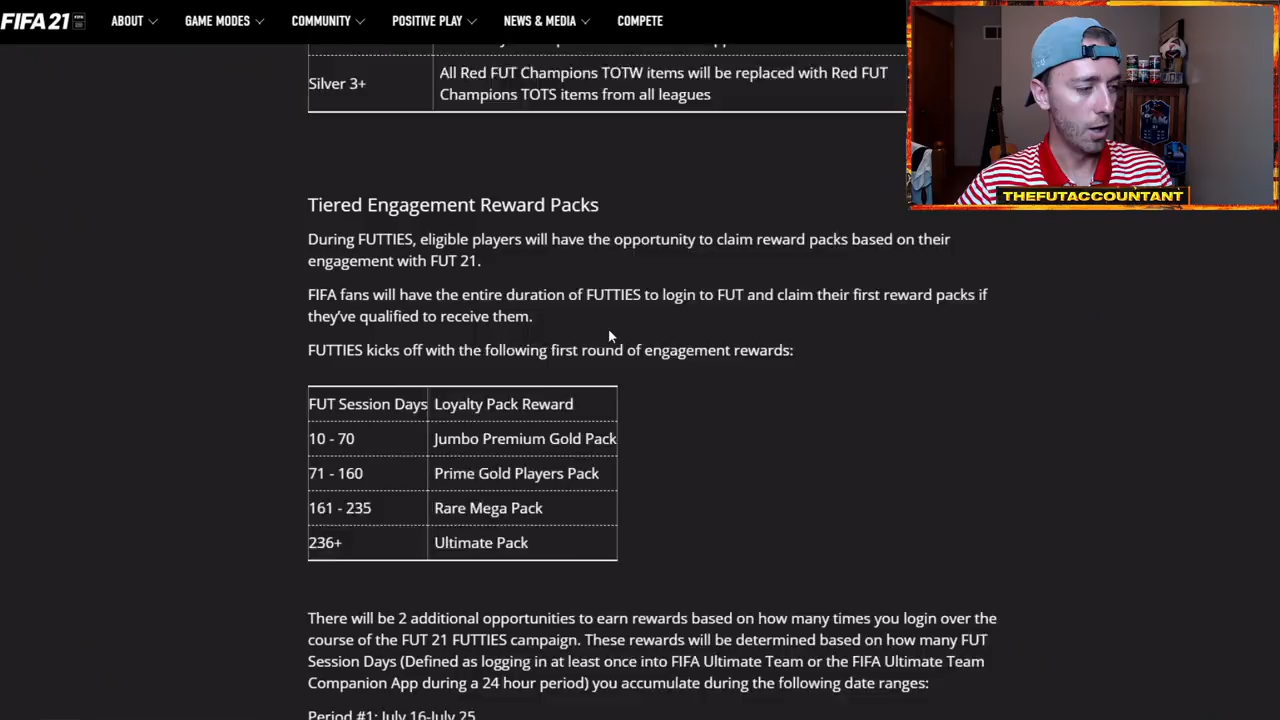 FIFA 21 ABOUT GAME MODES COMMUNITY POSITIVE PLAY NEWS & MEDIA COMPETE
Silver 3+ All Red FUT Champions TOTW items will be replaced with Red FUT
Champions TOTS items from all leagues
THEFUTACCOUNTANT
Tiered Engagement Reward Packs
During FUTTIES, eligible players will have the opportunity to claim reward packs based on their
engagement with FUT 21.
FIFA fans will have the entire duration of FUTTIES to login to FUT and claim their first reward packs if
they've qualified to receive them.
FUTTIES kicks off with the following first round of engagement rewards:
FUT Session Days Loyalty Pack Reward
10 - 70 Jumbo Premium Gold Pack
71 - 160 Prime Gold Players Pack
161 - 235 Rare Mega Pack
236+ Ultimate Pack
There will be 2 additional opportunities to earn rewards based on how many times you login over the
course of the FUT 21 FUTTIES campaign. These rewards will be determined based on how many FUT
Session Days (Defined as logging in at least once into FIFA Ultimate Team or the FIFA Ultimate Team
Companion App during a 24 hour period) you accumulate during the following date ranges:
Period #1: July 16-July 25